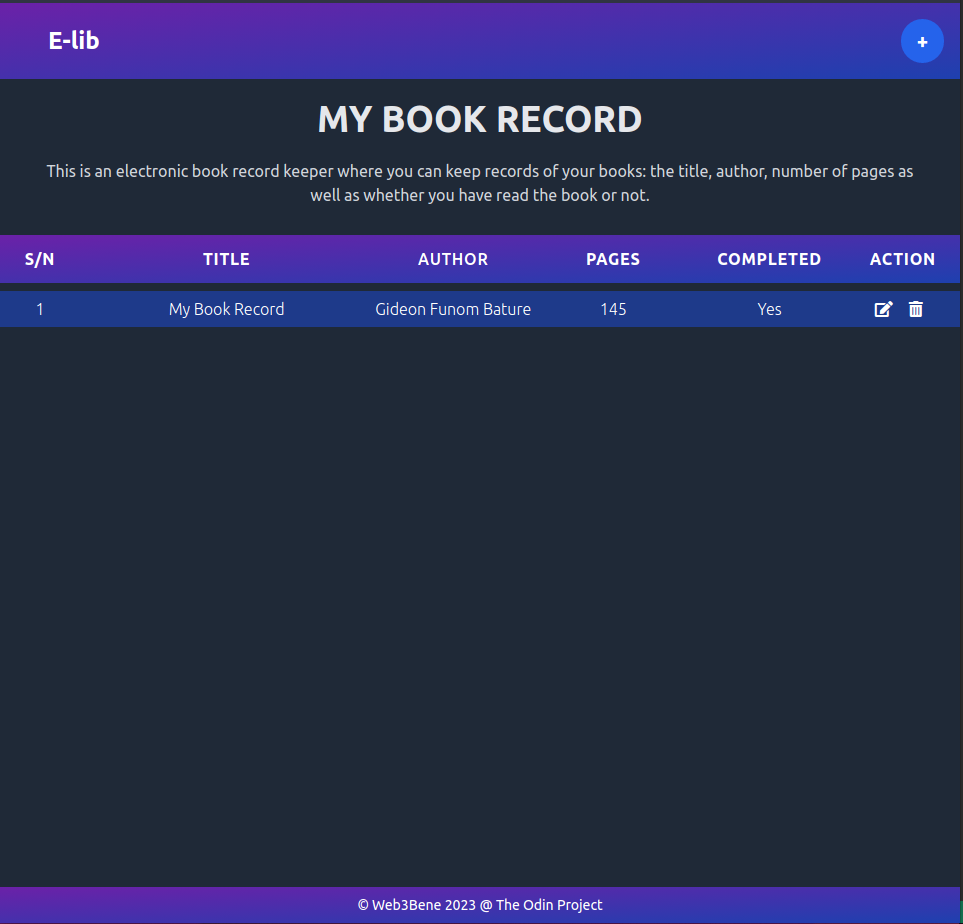 E-lib
+
MY BOOK RECORD
This is an electronic book record keeper where you can keep records of your books: the title, author, number of pages as
well as whether you have read the book or not.
S/N TITLE AUTHOR PAGES COMPLETED ACTION
1 My Book Record Gideon Funom Bature 145 Yes
© Web3Bene 2023 @ The Odin Project